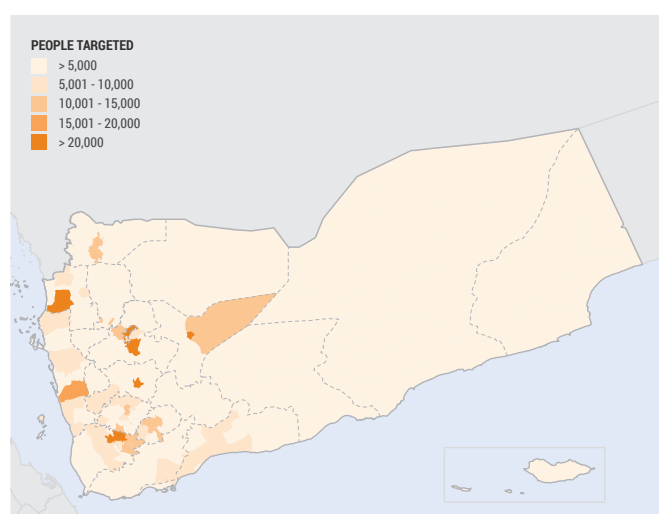 PEOPLE TARGETED
> 5,000
5,001 - 10,000
10,001 - 15,000
15,001 - 20,000
> 20,000